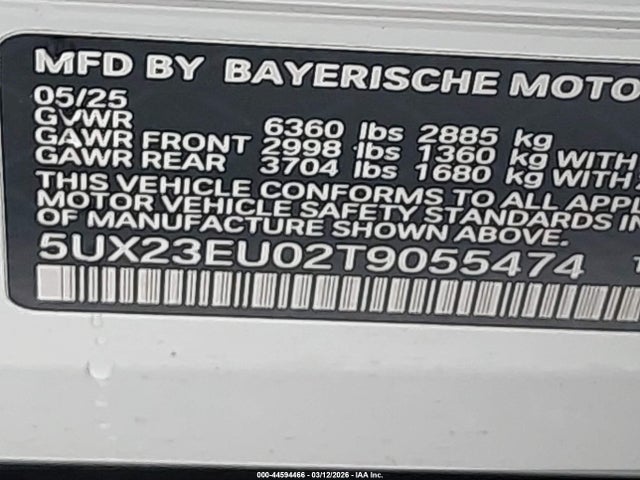 MFD BY BAYERISCHE MOTO
05/25
GVWR 6360 lbs 2885 kg
GAWR FRONT 2998 lbs 1360 kg WITH
GAWR REAR 3704 lbs 1680 kg WITH
THIS VEHICLE CONFORMS TO ALL APPL
MOTOR VEHICLE SAFETY STANDARDS IN
OF MANUFACTURE SHOWN ABOVE.
5UX23EU02T9055474
000-44594466 - 03/12/2026 - IAA Inc.